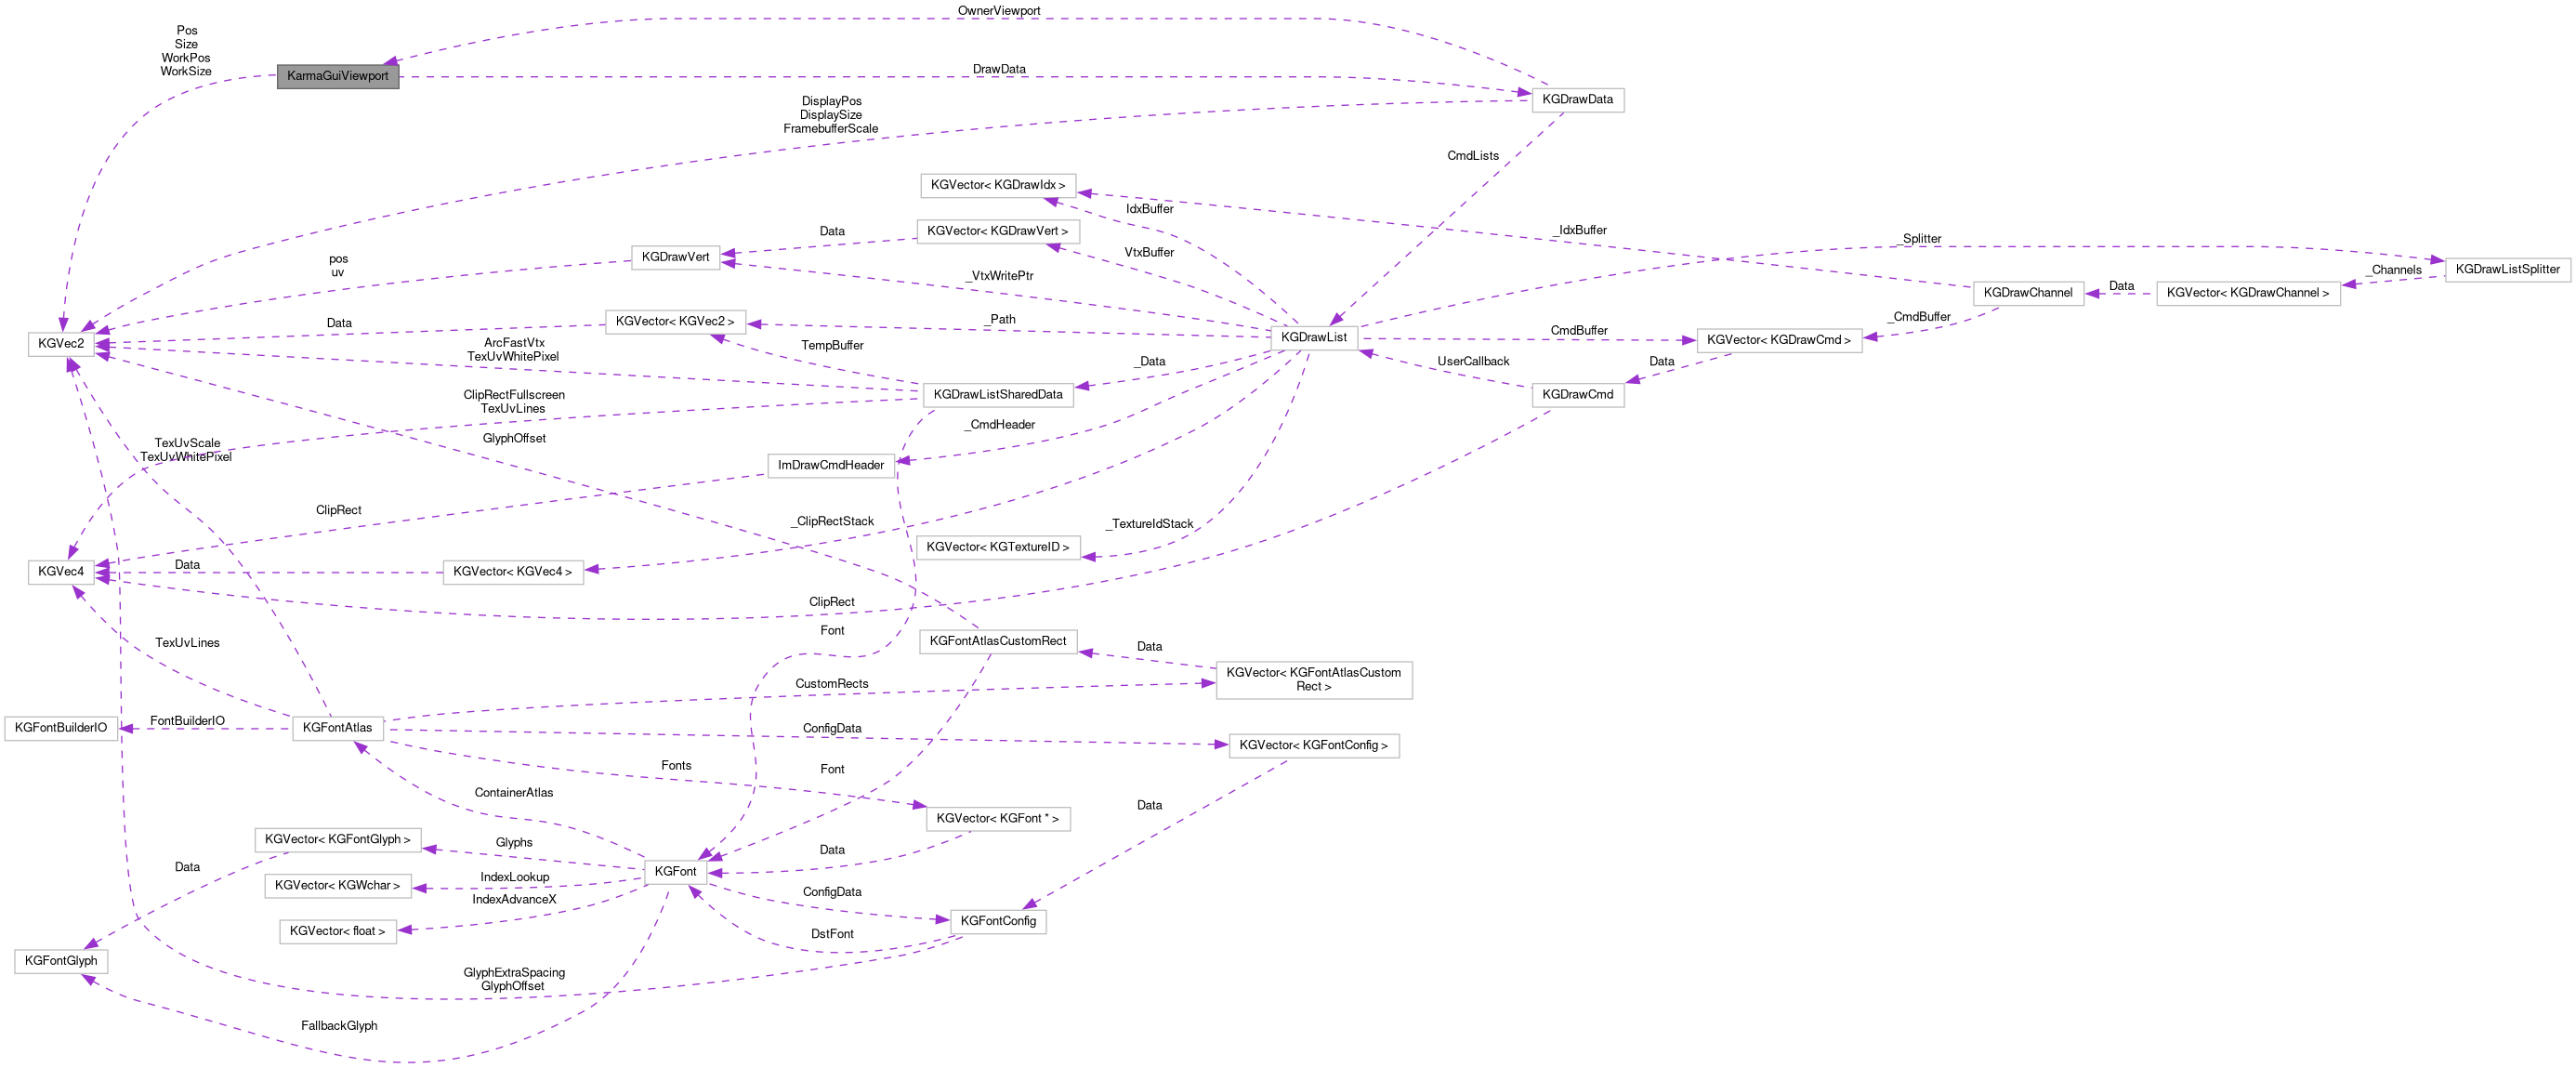 OwnerViewport
Pos
Size
WorkPos
WorkSize
KarmaGuiViewport
DrawData
KGDrawData
DisplayPos
DisplaySize
FramebufferScale
CmdLists
KGVector< KGDrawIdx >
IdxBuffer
_IdxBuffer
KGVector< KGDrawVert >
Data
VtxBuffer
_Splitter
KGDrawVert
pos
uv
_VtxWritePtr
KGDrawListSplitter
_Channels
KGDrawChannel
Data
KGVector< KGDrawChannel >
KGVector< KGVec2 >
Data
_Path
_CmdBuffer
KGVec2
KGDrawList
CmdBuffer
KGVector< KGDrawCmd >
ArcFastVtx
TexUvWhitePixel
TempBuffer
_Data
UserCallback
Data
KGDrawListSharedData
KGDrawCmd
ClipRectFullscreen
TexUvLines
_CmdHeader
GlyphOffset
TexUvScale
TexUvWhitePixel
ImDrawCmdHeader
ClipRect
_ClipRectStack
_TextureIdStack
KGVector< KGTextureID >
KGVec4
Data
KGVector< KGVec4 >
ClipRect
Font
TexUvLines
KGFontAtlasCustomRect
Data
KGVector< KGFontAtlasCustom
Rect >
CustomRects
KGFontBuilderIO
FontBuilderIO
KGFontAtlas
ConfigData
KGVector< KGFontConfig >
Fonts
Font
ContainerAtlas
Data
KGVector< KGFont * >
KGVector< KGFontGlyph >
Glyphs
Data
Data
KGFont
KGVector< KGWchar >
IndexLookup
ConfigData
IndexAdvanceX
KGVector< float >
KGFontConfig
DstFont
KGFontGlyph
GlyphExtraSpacing
GlyphOffset
FallbackGlyph